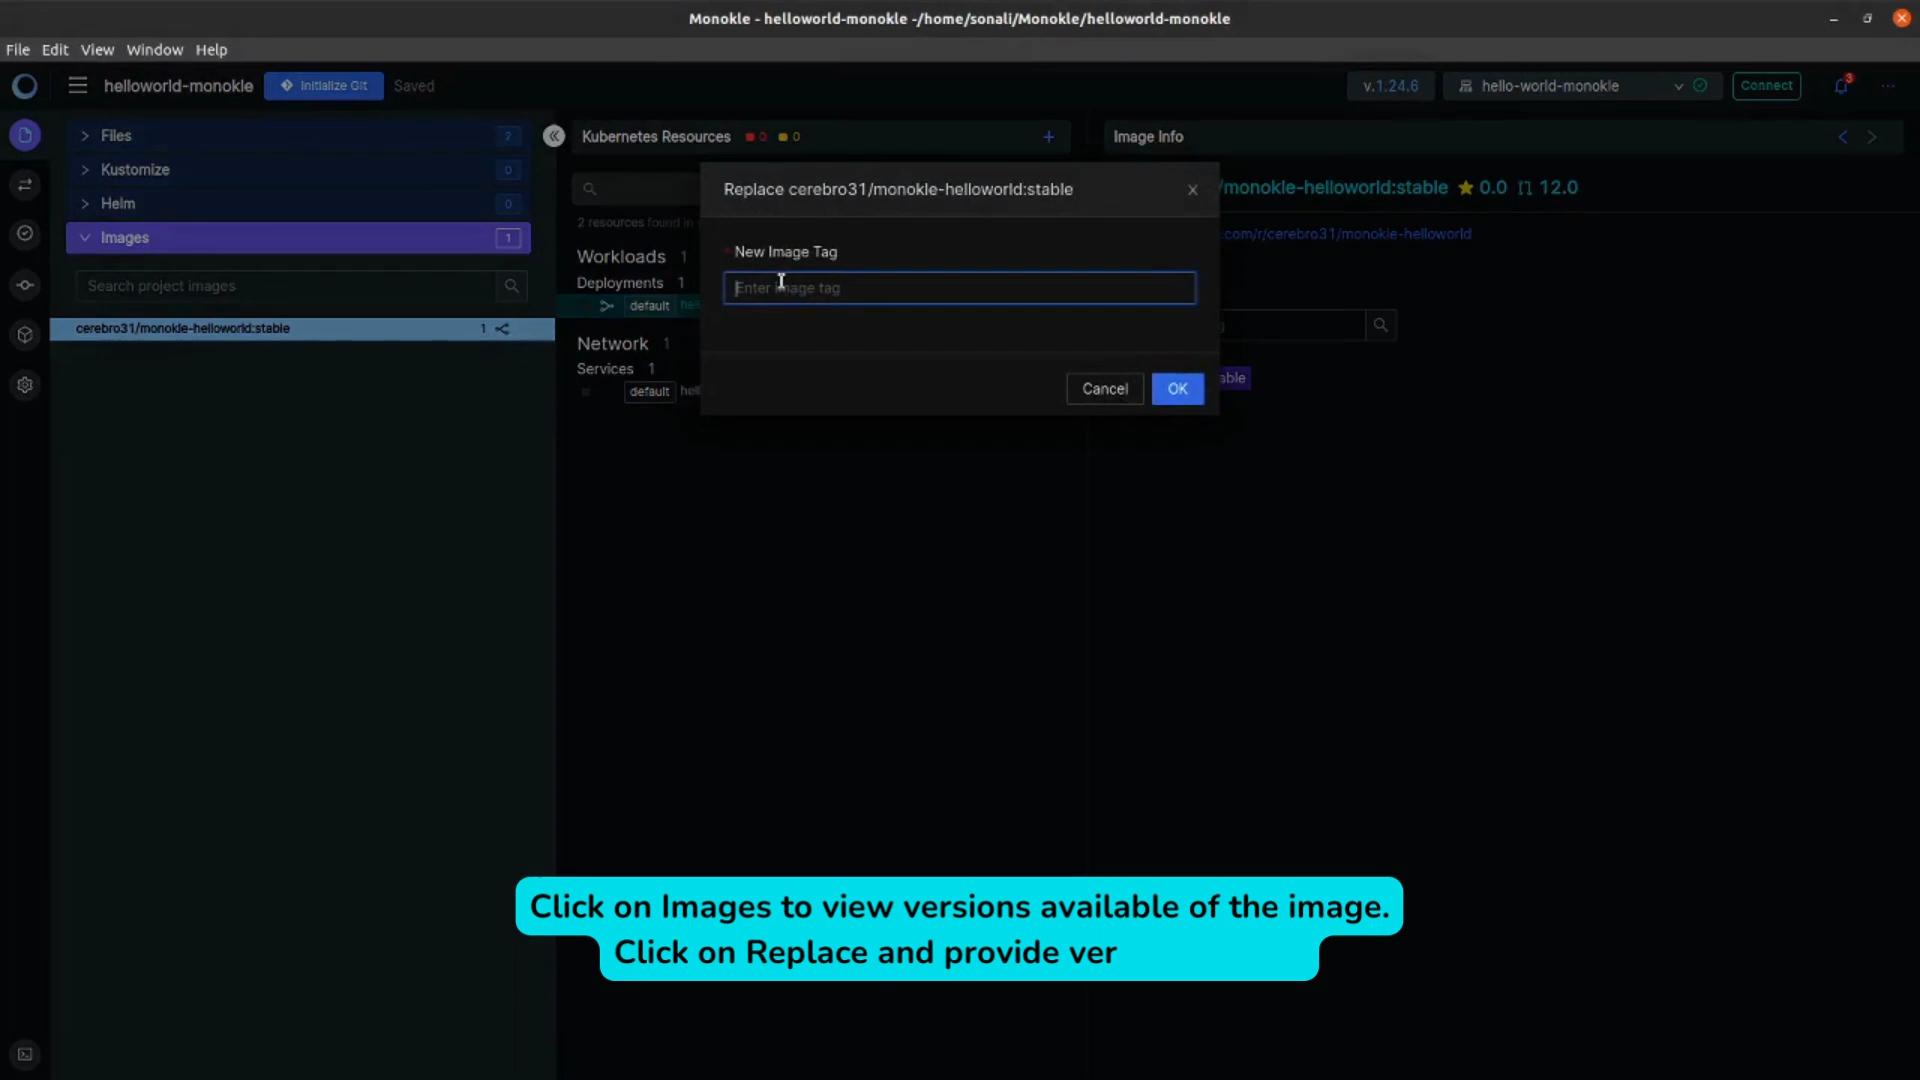 Monokle - helloworld-monokle -/home/sonali/Monokle/helloworld-monokle
File Edit View Window Help
helloworld-monokle Initialize Git Saved v.1.24.6 hello-world-monokle Connect 3
Files 2
Kustomize 0
Helm 0
Images 1
Search project images
cerebro31/monokle-helloworld:stable 1
Kubernetes Resources 0 0
2 resources found in
Workloads 1
Deployments 1
default hell
Network 1
Services 1
default hell
Image Info
/monokle-helloworld:stable 0.0 12.0
.com/r/cerebro31/monokle-helloworld
able
Replace cerebro31/monokle-helloworld:stable
* New Image Tag
Enter image tag
Cancel OK
Click on Images to view versions available of the image.
Click on Replace and provide ver